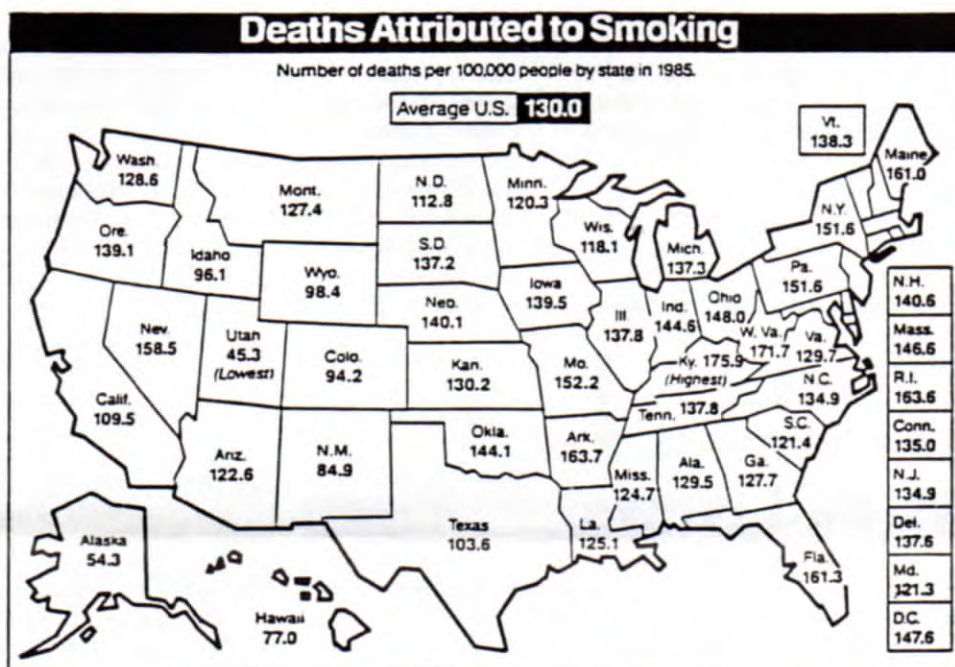 Deaths Attributed to Smoking
Number of deaths per 100,000 people by state in 1985.
Average U.S. 130.0
Vt.
138.3
Wash.
128.6
Mont.
127.4
N.D.
112.8
Minn.
120.3
Maine
161.0
Ore.
139.1
Idaho
96.1
Wyo.
98.4
S.D.
137.2
Wis.
118.1
Mich.
137.3
N.Y.
151.6
Iowa
139.5
Pa.
151.6
Nev.
158.5
Utah
45.3
(Lowest)
Colo.
94.2
Neb.
140.1
Ill.
137.8
Ind.
144.6
Ohio
148.0
W. Va.
171.7
Va.
129.7
Calif.
109.5
Kan.
130.2
Mo.
152.2
Ky. 175.9
(Highest)
N.C.
134.9
Tenn. 137.8
S.C.
121.4
Ariz.
122.6
N.M.
84.9
Okla.
144.1
Ark.
163.7
Miss.
124.7
Ala.
129.5
Ga.
127.7
Texas
103.6
La.
125.1
Fla.
161.3
Alaska
54.3
Hawaii
77.0
N.H.
140.6
Mass.
146.6
R.I.
163.6
Conn.
135.0
N.J.
134.9
Del.
137.6
Md.
121.3
D.C.
147.6